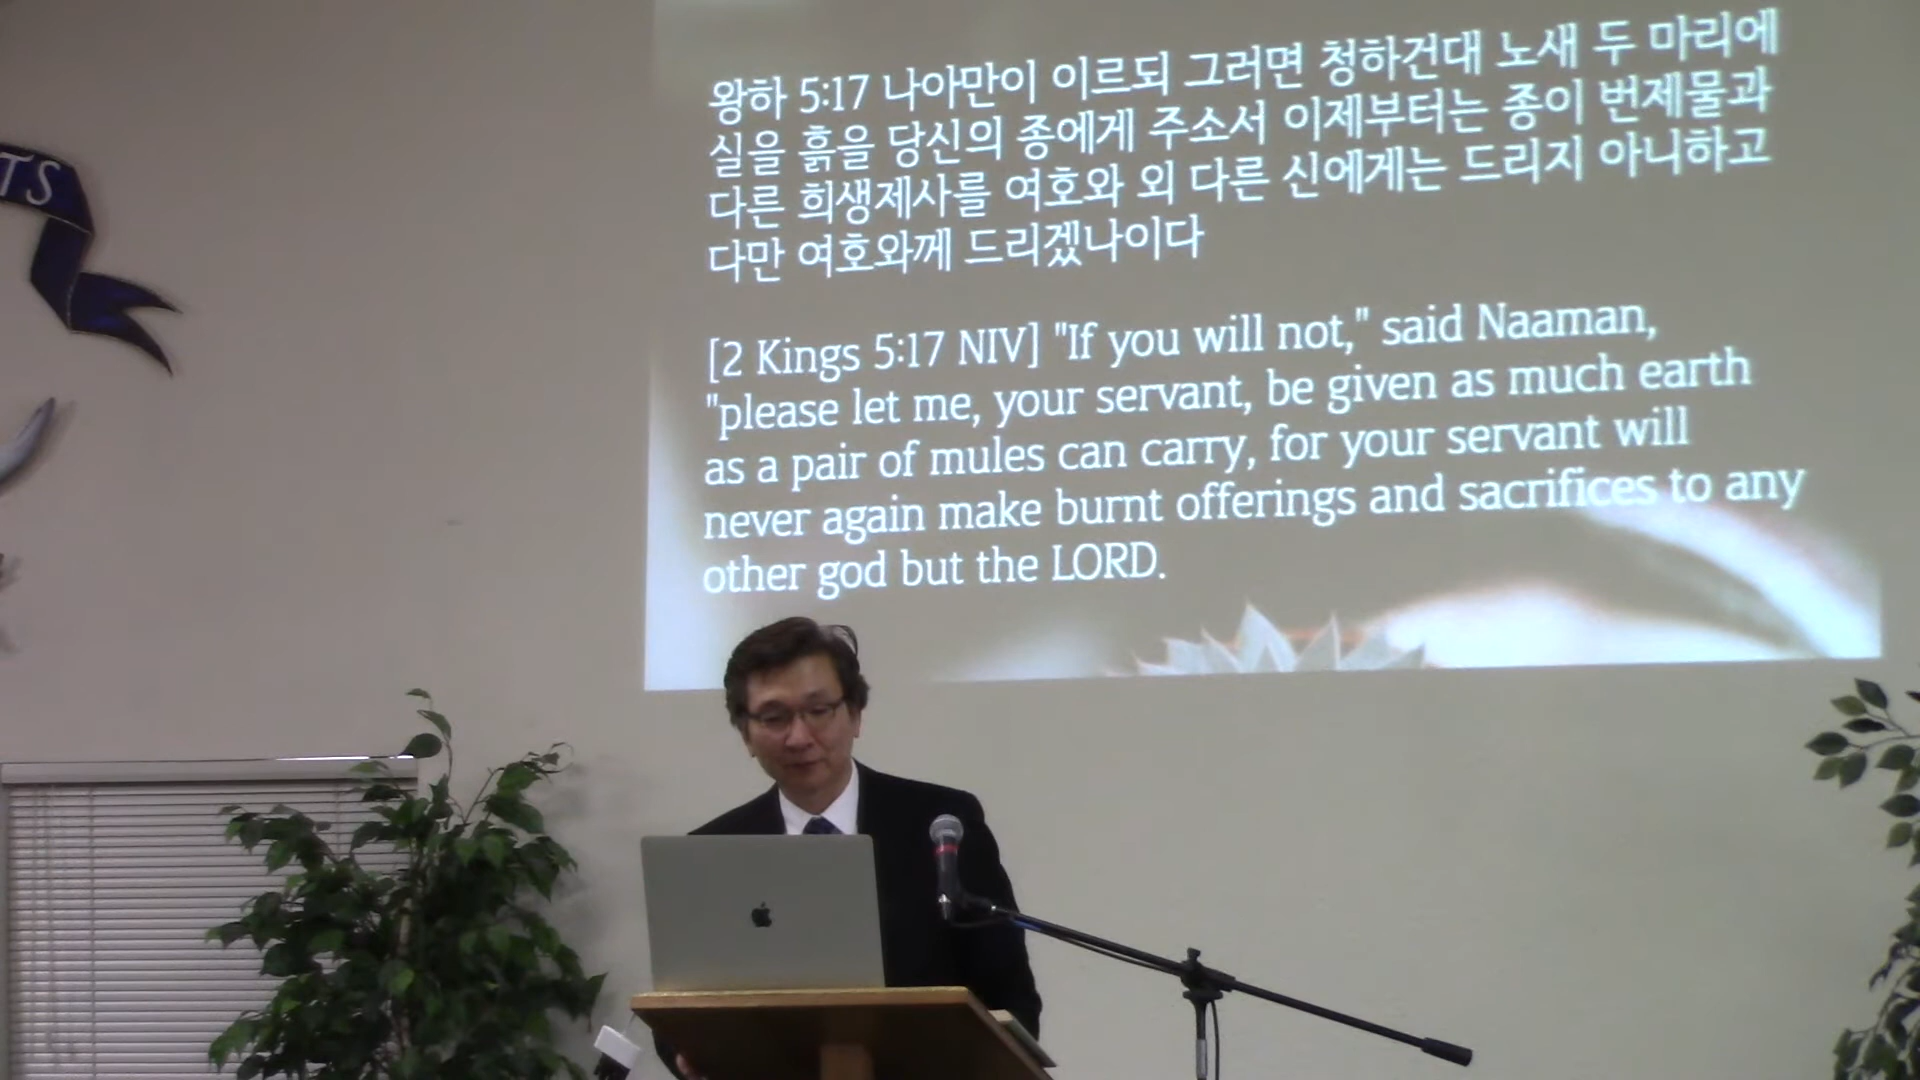 TS
왕하 5:17 나아만이 이르되 그러면 청하건대 노새 두 마리에
실을 흙을 당신의 종에게 주소서 이제부터는 종이 번제물과
다른 희생제사를 여호와 외 다른 신에게는 드리지 아니하고
다만 여호와께 드리겠나이다
[2 Kings 5:17 NIV] "If you will not," said Naaman,
"please let me, your servant, be given as much earth
as a pair of mules can carry, for your servant will
never again make burnt offerings and sacrifices to any
other god but the LORD.